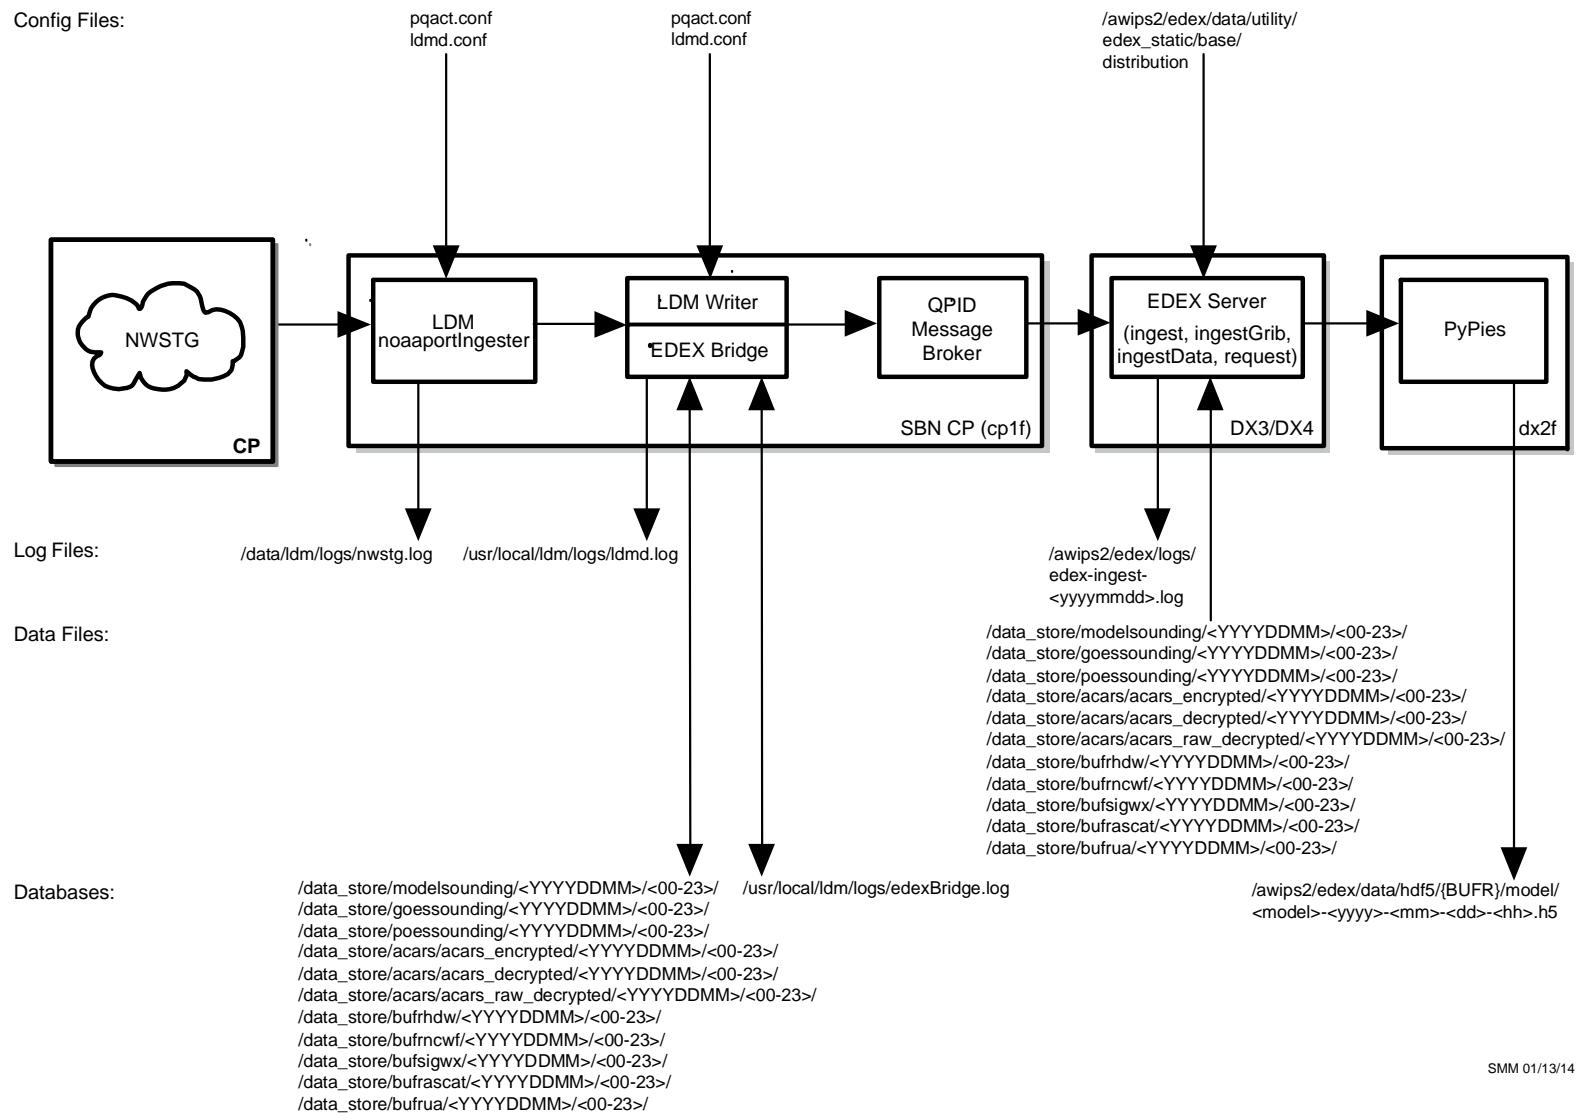 Config Files:
pqact.conf
ldmd.conf
pqact.conf
ldmd.conf
/awips2/edex/data/utility/
edex_static/base/
distribution
NWSTG
CP
LDM
noaaportIngester
LDM Writer
EDEX Bridge
QPID
Message
Broker
SBN CP (cp1f)
EDEX Server
(ingest, ingestGrib,
ingestData, request)
DX3/DX4
PyPies
dx2f
Log Files:
/data/ldm/logs/nwstg.log
/usr/local/ldm/logs/ldmd.log
/awips2/edex/logs/
edex-ingest-
<yyyymmdd>.log
Data Files:
/data_store/modelsounding/<YYYYDDMM>/<00-23>/
/data_store/goessounding/<YYYYDDMM>/<00-23>/
/data_store/poessounding/<YYYYDDMM>/<00-23>/
/data_store/acars/acars_encrypted/<YYYYDDMM>/<00-23>/
/data_store/acars/acars_decrypted/<YYYYDDMM>/<00-23>/
/data_store/acars/acars_raw_decrypted/<YYYYDDMM>/<00-23>/
/data_store/bufrhdw/<YYYYDDMM>/<00-23>/
/data_store/bufrncwf/<YYYYDDMM>/<00-23>/
/data_store/bufsigwx/<YYYYDDMM>/<00-23>/
/data_store/bufrascat/<YYYYDDMM>/<00-23>/
/data_store/bufrua/<YYYYDDMM>/<00-23>/
Databases:
/data_store/modelsounding/<YYYYDDMM>/<00-23>/
/data_store/goessounding/<YYYYDDMM>/<00-23>/
/data_store/poessounding/<YYYYDDMM>/<00-23>/
/data_store/acars/acars_encrypted/<YYYYDDMM>/<00-23>/
/data_store/acars/acars_decrypted/<YYYYDDMM>/<00-23>/
/data_store/acars/acars_raw_decrypted/<YYYYDDMM>/<00-23>/
/data_store/bufrhdw/<YYYYDDMM>/<00-23>/
/data_store/bufrncwf/<YYYYDDMM>/<00-23>/
/data_store/bufsigwx/<YYYYDDMM>/<00-23>/
/data_store/bufrascat/<YYYYDDMM>/<00-23>/
/data_store/bufrua/<YYYYDDMM>/<00-23>/
/usr/local/ldm/logs/edexBridge.log
/awips2/edex/data/hdf5/{BUFR}/model/
<model>-<yyyy>-<mm>-<dd>-<hh>.h5
SMM 01/13/14